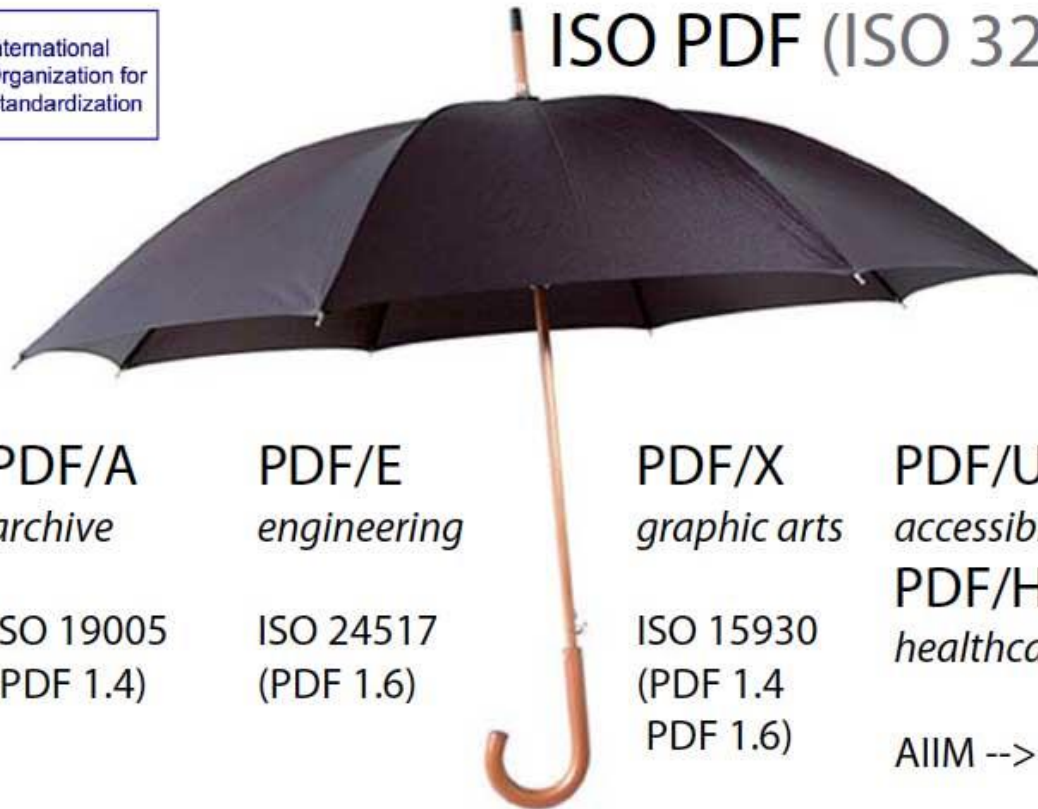 nternational
rganization for
tandardization
ISO PDF (ISO 32
PDF/A
archive
SO 19005
PDF 1.4)
PDF/E
engineering
ISO 24517
(PDF 1.6)
PDF/X
graphic arts
ISO 15930
(PDF 1.4
PDF 1.6)
PDF/U
accessib
PDF/H
healthca
AIIM -->